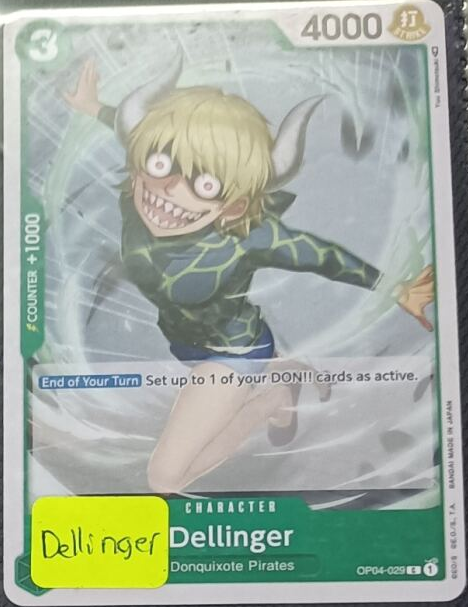 3
4000
打
STRIKE
COUNTER +1000
End of Your Turn Set up to 1 of your DON!! cards as active.
CHARACTER
Dellinger
Dellinger
Donquixote Pirates
OP04-029 C 1
BANDAI MADE IN JAPAN